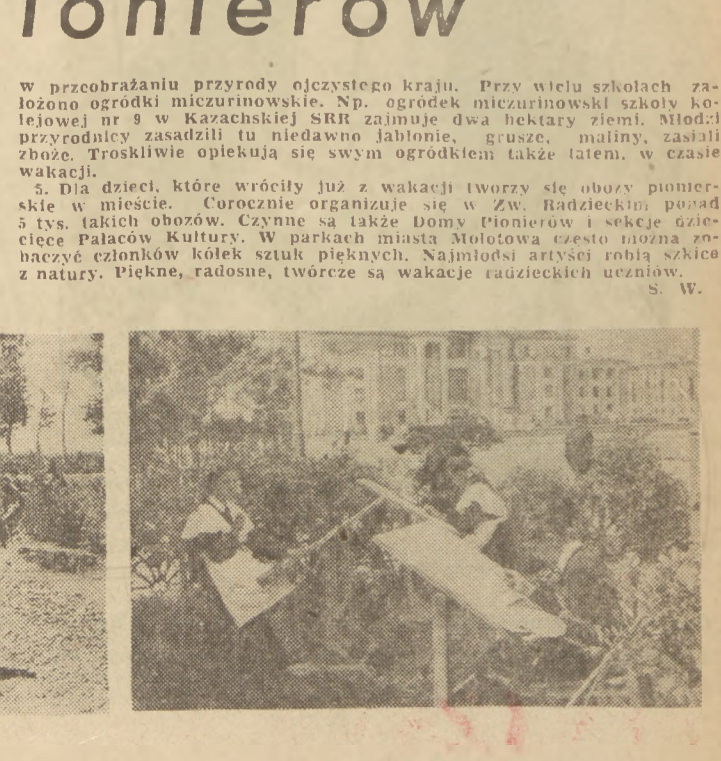 ionierów
w przeobrażaniu przyrody ojczystego kraju. Przy wielu szkołach za-
łożono ogródki miczurinowskie. Np. ogródek miczurinowski szkoły ko-
lejowej nr 9 w Kazachskiej SRR zajmuje dwa hektary ziemi. Młodzi
przyrodnicy zasadzili tu niedawno jabłonie, grusze, maliny, zasiali
zboże. Troskliwie opiekują się swym ogródkiem także latem, w czasie
wakacji.
5. Dla dzieci, które wróciły już z wakacji tworzy się obozy pionier-
skie w mieście. Corocznie organizuje się w Zw. Radzieckim ponad
5 tys. takich obozów. Czynne są także Domy Pionierów i sekcje dzie-
cięce Pałaców Kultury. W parkach miasta Mołotowa często można zo-
baczyć członków kółek sztuk pięknych. Najmłodsi artyści robią szkice
z natury. Piękne, radosne, twórcze są wakacje radzieckich uczniów.
S. W.